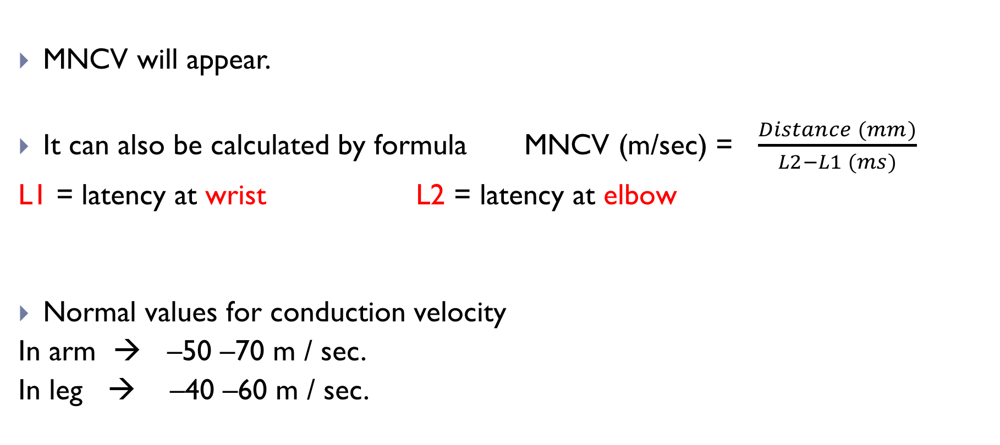 MNCV will appear.
It can also be calculated by formula MNCV (m/sec) = Distance (mm) / L2−L1 (ms)
L1 = latency at wrist L2 = latency at elbow
Normal values for conduction velocity
In arm → –50 –70 m / sec.
In leg → –40 –60 m / sec.